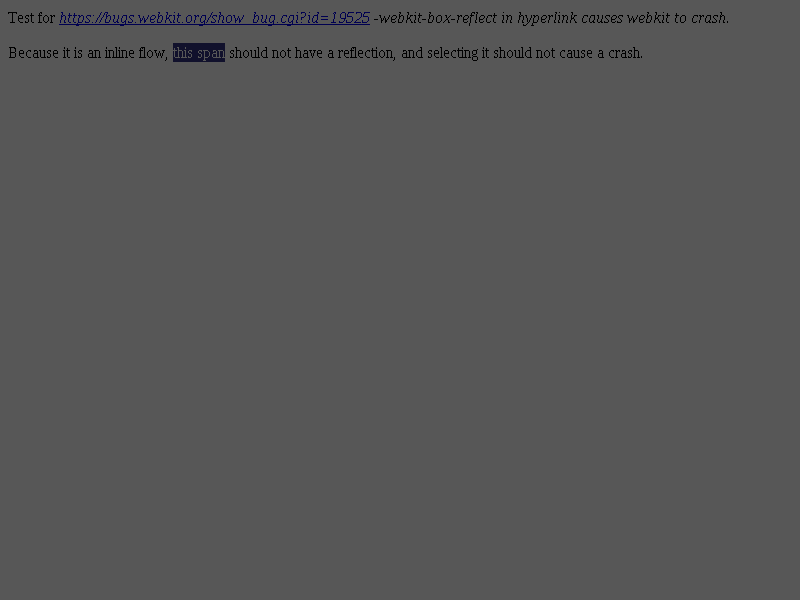 Test for https://bugs.webkit.org/show_bug.cgi?id=19525 -webkit-box-reflect in hyperlink causes webkit to crash.
Because it is an inline flow, this span should not have a reflection, and selecting it should not cause a crash.